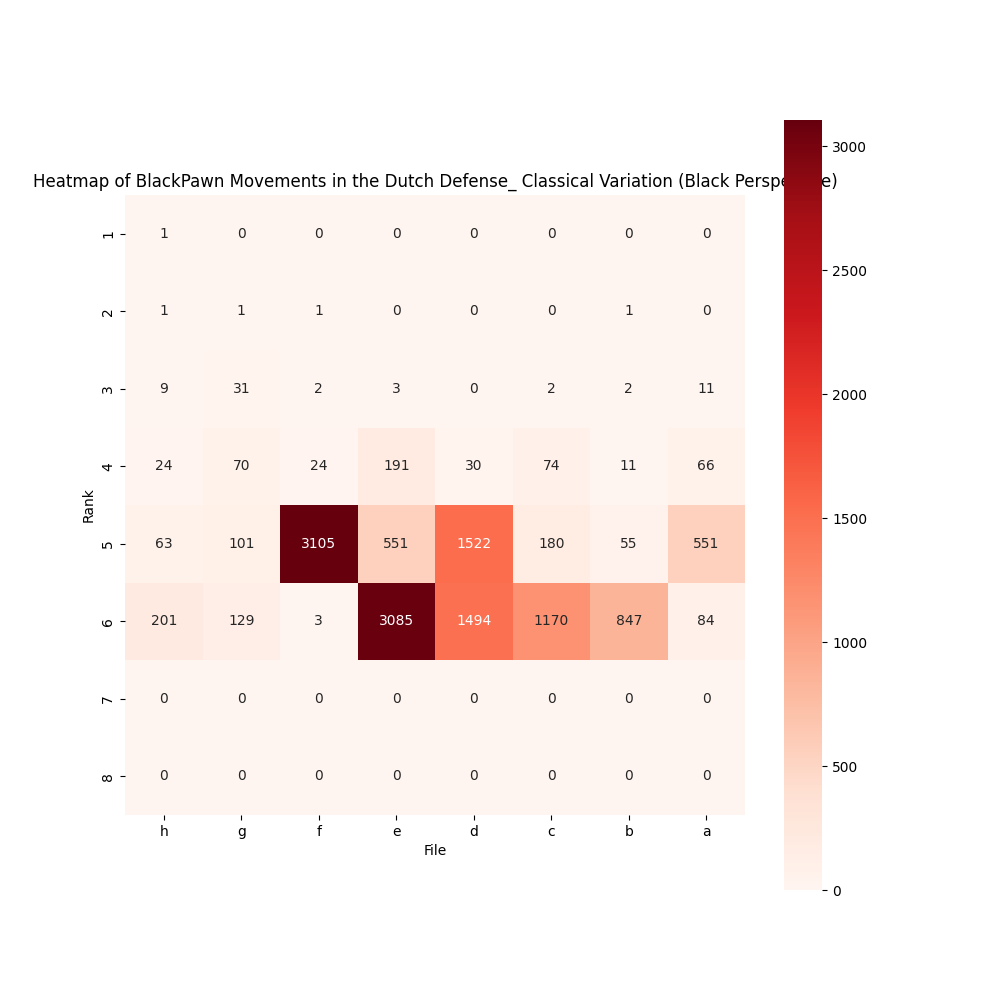 Heatmap of BlackPawn Movements in the Dutch Defense_ Classical Variation (Black Perspective)
3000
2500
2000
1500
1000
500
0
Rank
1 1 0 0 0 0 0 0 0
2 1 1 1 0 0 0 1 0
3 9 31 2 3 0 2 2 11
4 24 70 24 191 30 74 11 66
5 63 101 3105 551 1522 180 55 551
6 201 129 3 3085 1494 1170 847 84
7 0 0 0 0 0 0 0 0
8 0 0 0 0 0 0 0 0
h g f e d c b a
File